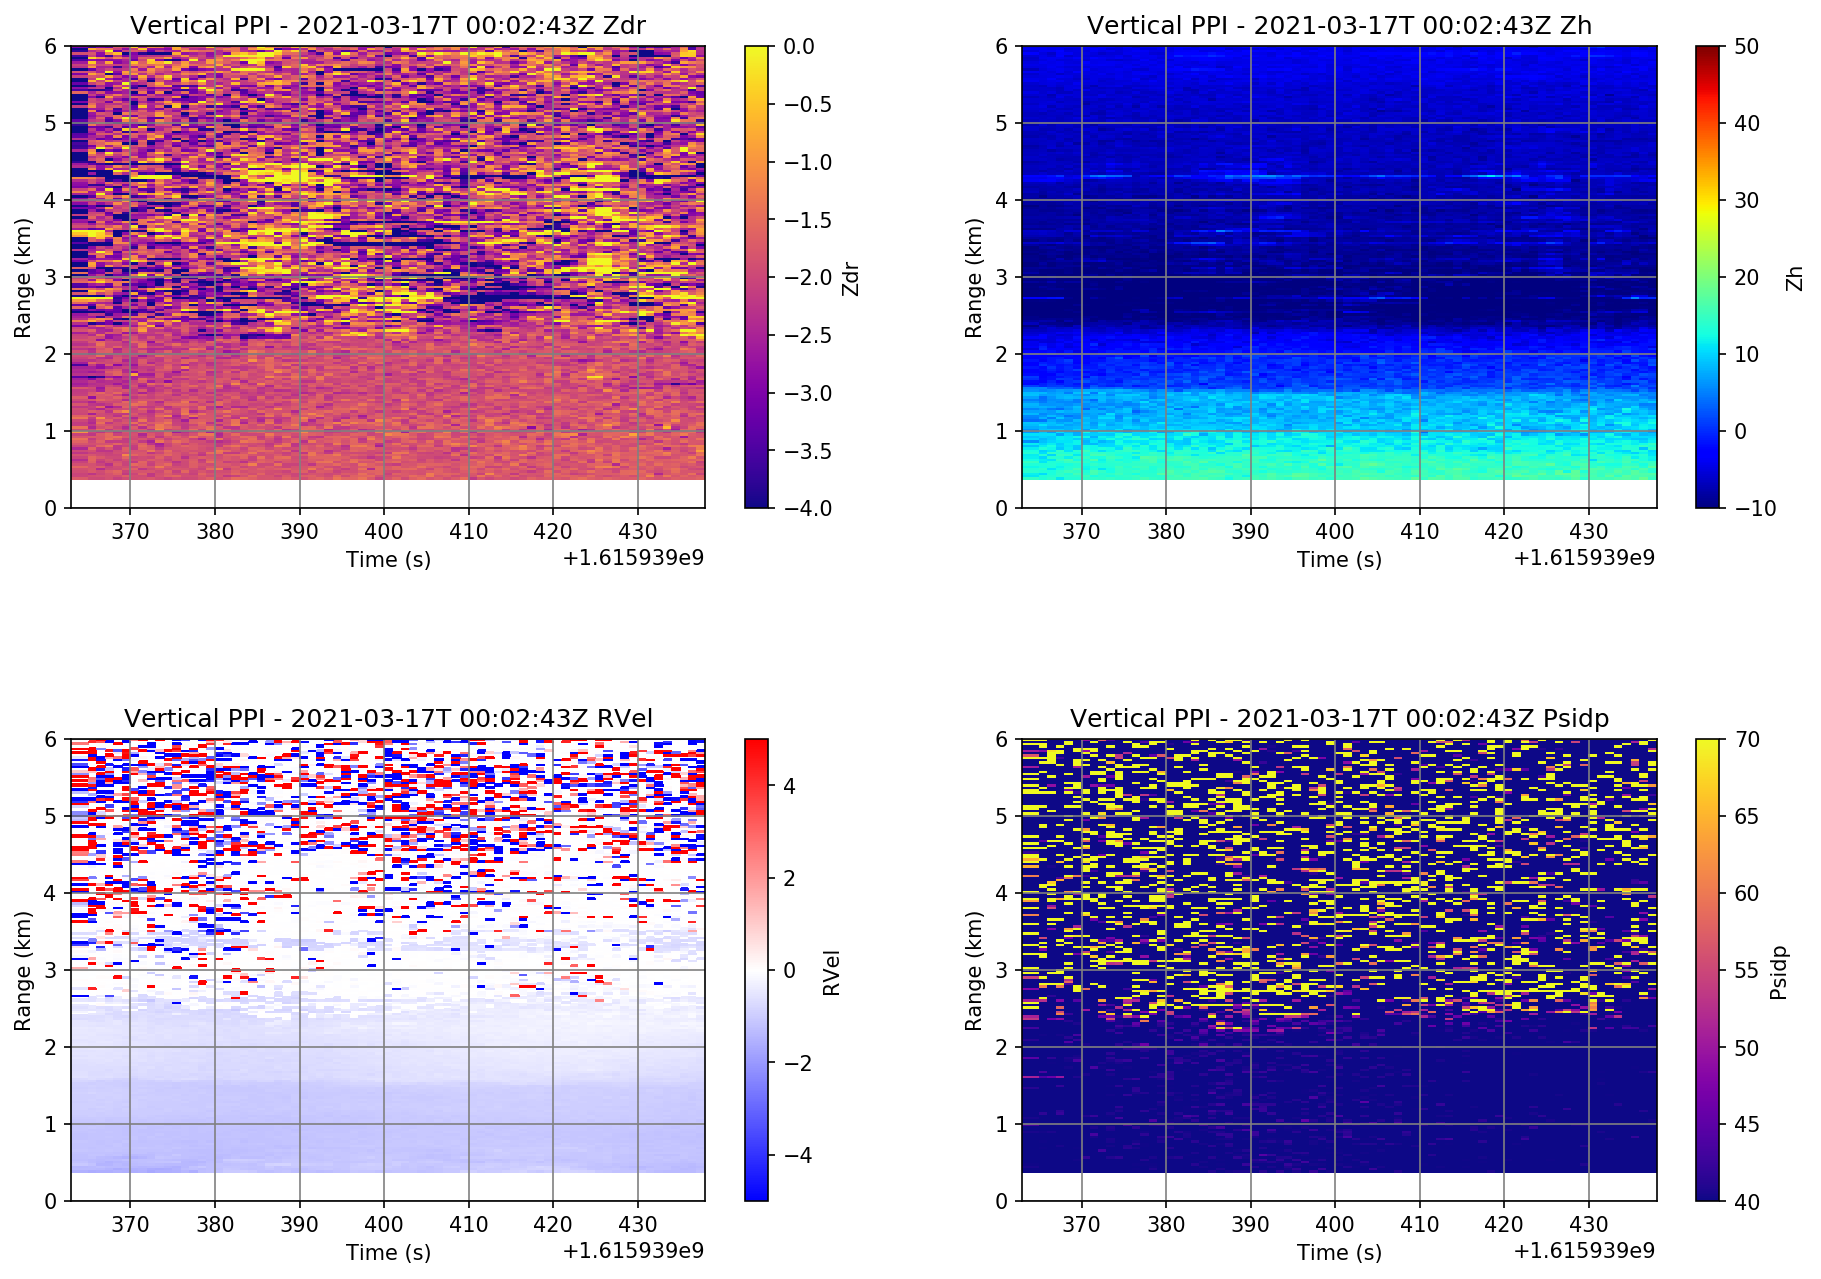 Vertical PPI - 2021-03-17T 00:02:43Z Zdr
6
5
4
3
2
1
0
Range (km)
370 380 390 400 410 420 430
Time (s)
+1.615939e9
0.0
−0.5
−1.0
−1.5
−2.0
−2.5
−3.0
−3.5
−4.0
Zdr
Vertical PPI - 2021-03-17T 00:02:43Z Zh
6
5
4
3
2
1
0
Range (km)
370 380 390 400 410 420 430
Time (s)
+1.615939e9
50
40
30
20
10
0
−10
Zh
Vertical PPI - 2021-03-17T 00:02:43Z RVel
6
5
4
3
2
1
0
Range (km)
370 380 390 400 410 420 430
Time (s)
+1.615939e9
4
2
0
−2
−4
RVel
Vertical PPI - 2021-03-17T 00:02:43Z Psidp
6
5
4
3
2
1
0
Range (km)
370 380 390 400 410 420 430
Time (s)
+1.615939e9
70
65
60
55
50
45
40
Psidp